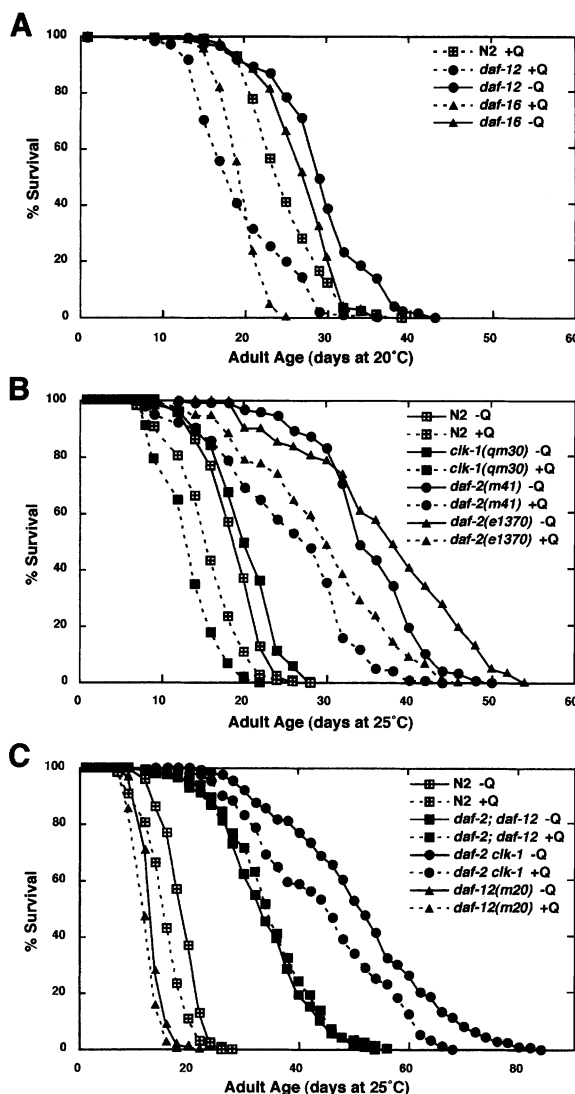 A
100
80
60
40
20
0
% Survival
N2 +Q
daf-12 +Q
daf-12 -Q
daf-16 +Q
daf-16 -Q
0 10 20 30 40 50 60
Adult Age (days at 20˚C)
B
100
80
60
40
20
0
% Survival
N2 -Q
N2 +Q
clk-1(qm30) -Q
clk-1(qm30) +Q
daf-2(m41) -Q
daf-2(m41) +Q
daf-2(e1370) -Q
daf-2(e1370) +Q
0 10 20 30 40 50 60
Adult Age (days at 25˚C)
C
100
80
60
40
20
0
% Survival
N2 -Q
N2 +Q
daf-2; daf-12 -Q
daf-2; daf-12 +Q
daf-2 clk-1 -Q
daf-2 clk-1 +Q
daf-12(m20) -Q
daf-12(m20) +Q
0 20 40 60 80
Adult Age (days at 25˚C)